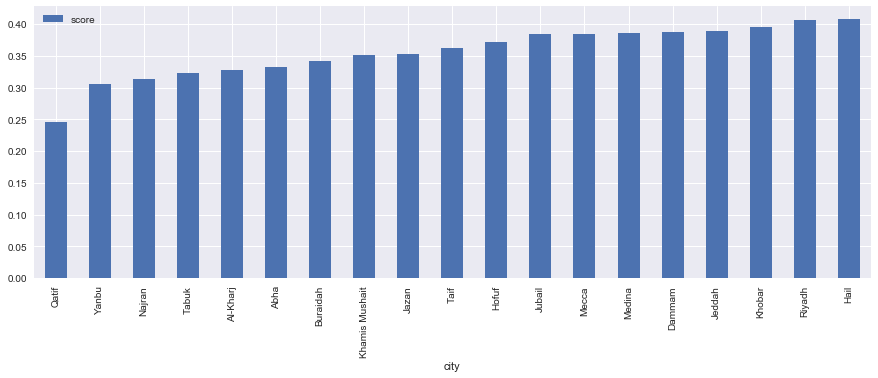 score
0.40
0.35
0.30
0.25
0.20
0.15
0.10
0.05
0.00
Qatif
Yanbu
Najran
Tabuk
Al-Kharj
Abha
Buraidah
Khamis Mushait
Jazan
Taif
Hofuf
Jubail
Mecca
Medina
Dammam
Jeddah
Khobar
Riyadh
Hail
city